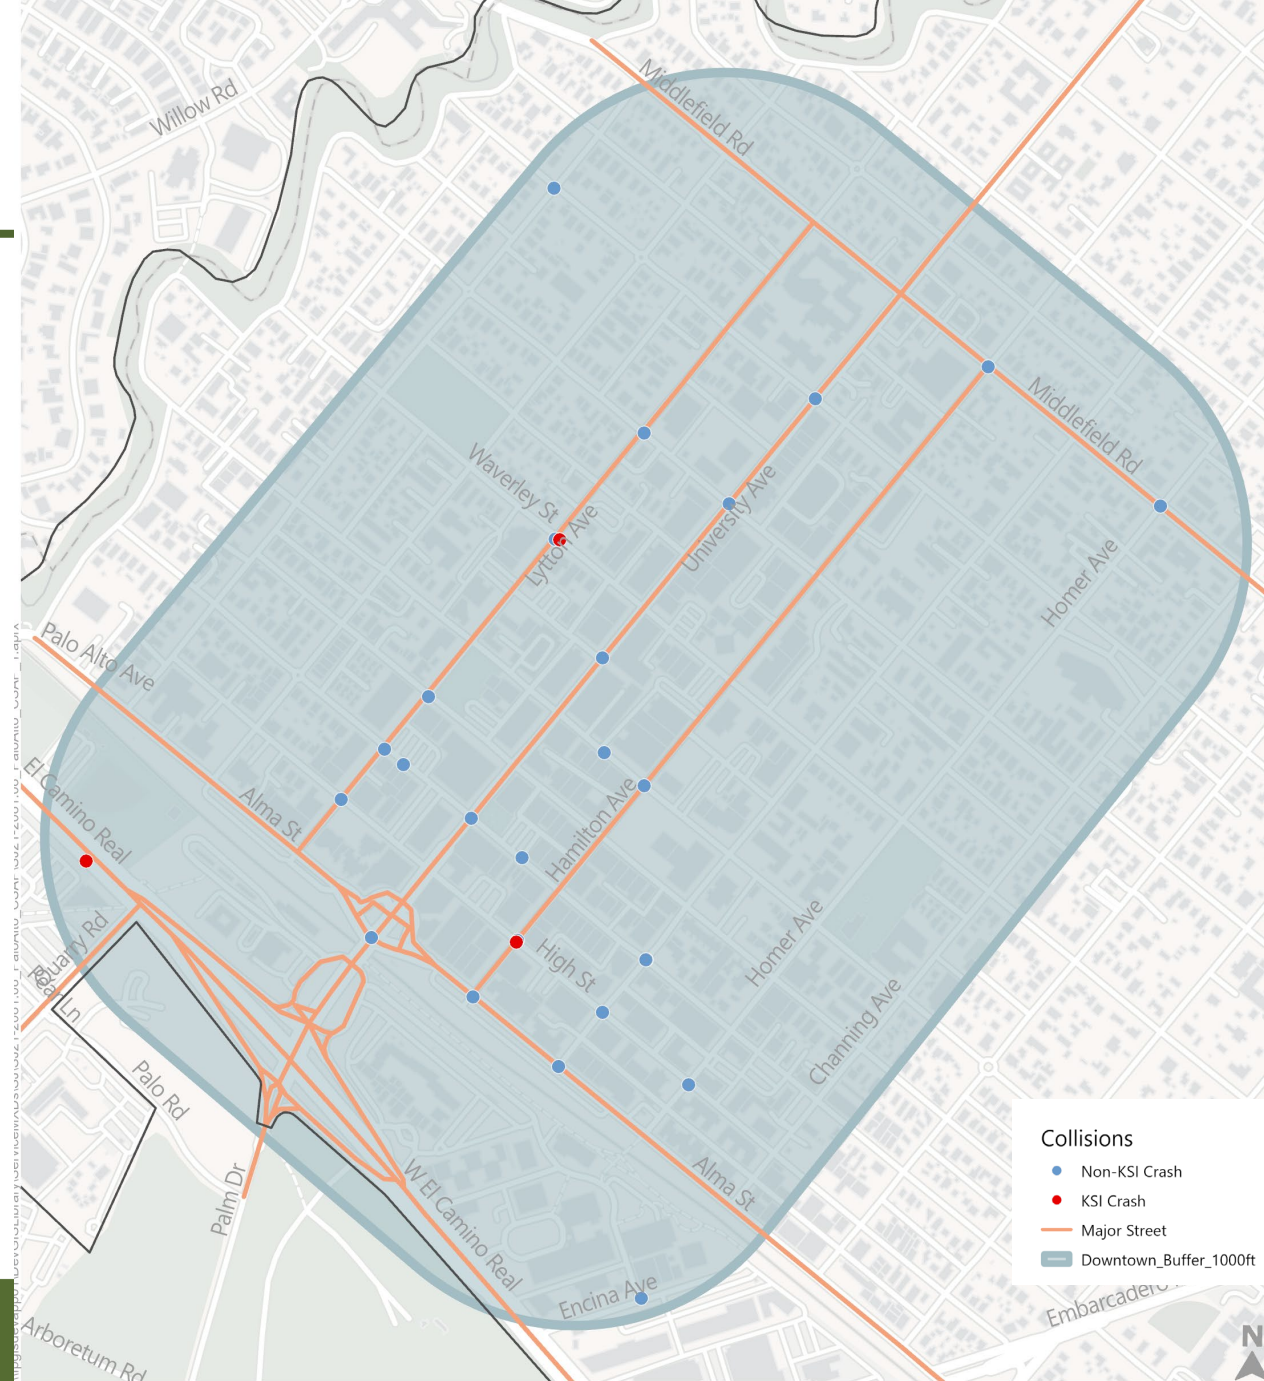 Willow Rd
Middlefield Rd
Middlefield Rd
Waverley St
Lytton Ave
University Ave
Homer Ave
Palo Alto Ave
El Camino Real
Alma St
Hamilton Ave
Quarry Rd
High St
Homer Ave
Channing Ave
Palo Rd
Palm Dr
W El Camino Real
Alma St
Encina Ave
Arboretum Rd
Embarcadero
Collisions
Non-KSI Crash
KSI Crash
Major Street
Downtown_Buffer_1000ft
N